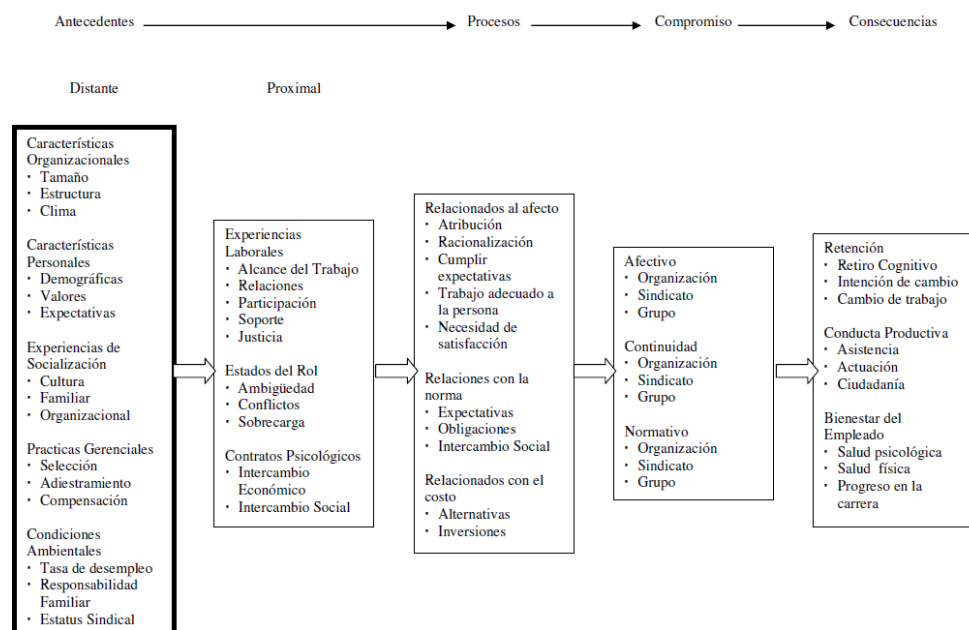 Antecedentes Procesos Compromiso Consecuencias
Distante Proximal
Características
Organizacionales
· Tamaño
· Estructura
· Clima
Características
Personales
· Demográficas
· Valores
· Expectativas
Experiencias de
Socialización
· Cultura
· Familiar
· Organizacional
Practicas Gerenciales
· Selección
· Adiestramiento
· Compensación
Condiciones
Ambientales
· Tasa de desempleo
· Responsabilidad
Familiar
· Estatus Sindical
Experiencias
Laborales
· Alcance del Trabajo
· Relaciones
· Participación
· Soporte
· Justicia
Estados del Rol
· Ambigüedad
· Conflictos
· Sobrecarga
Contratos Psicológicos
· Intercambio
Económico
· Intercambio Social
Relacionados al afecto
· Atribución
· Racionalización
· Cumplir
expectativas
· Trabajo adecuado a
la persona
· Necesidad de
satisfacción
Relaciones con la
norma
· Expectativas
· Obligaciones
· Intercambio Social
Relacionados con el
costo
· Alternativas
· Inversiones
Afectivo
· Organización
· Sindicato
· Grupo
Continuidad
· Organización
· Sindicato
· Grupo
Normativo
· Organización
· Sindicato
· Grupo
Retención
· Retiro Cognitivo
· Intención de cambio
· Cambio de trabajo
Conducta Productiva
· Asistencia
· Actuación
· Ciudadanía
Bienestar del
Empleado
· Salud psicológica
· Salud física
· Progreso en la
carrera